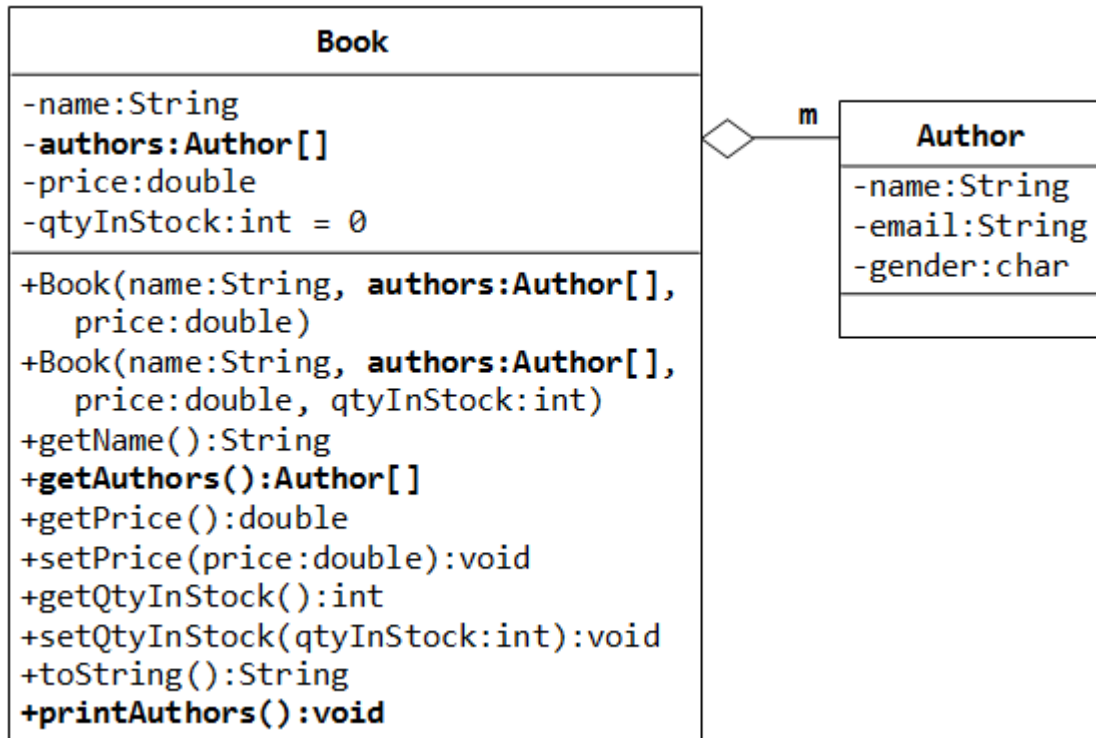 Book
-name:String
-authors:Author[]
-price:double
-qtyInStock:int = 0
+Book(name:String, authors:Author[],
price:double)
+Book(name:String, authors:Author[],
price:double, qtyInStock:int)
+getName():String
+getAuthors():Author[]
+getPrice():double
+setPrice(price:double):void
+getQtyInStock():int
+setQtyInStock(qtyInStock:int):void
+toString():String
+printAuthors():void
m
Author
-name:String
-email:String
-gender:char